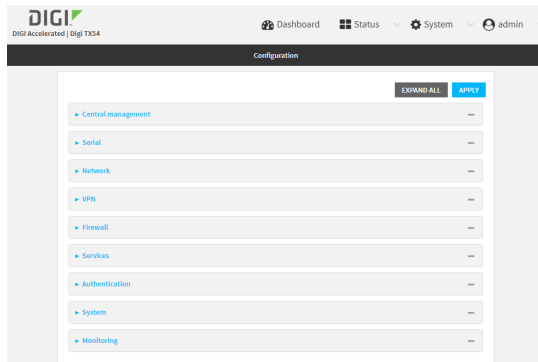 DIGI
DIGI Accelerated | Digi TX54
Dashboard
Status
System
admin
Configuration
EXPAND ALL
APPLY
Central management
Serial
Network
VPN
Firewall
Services
Authentication
System
Monitoring